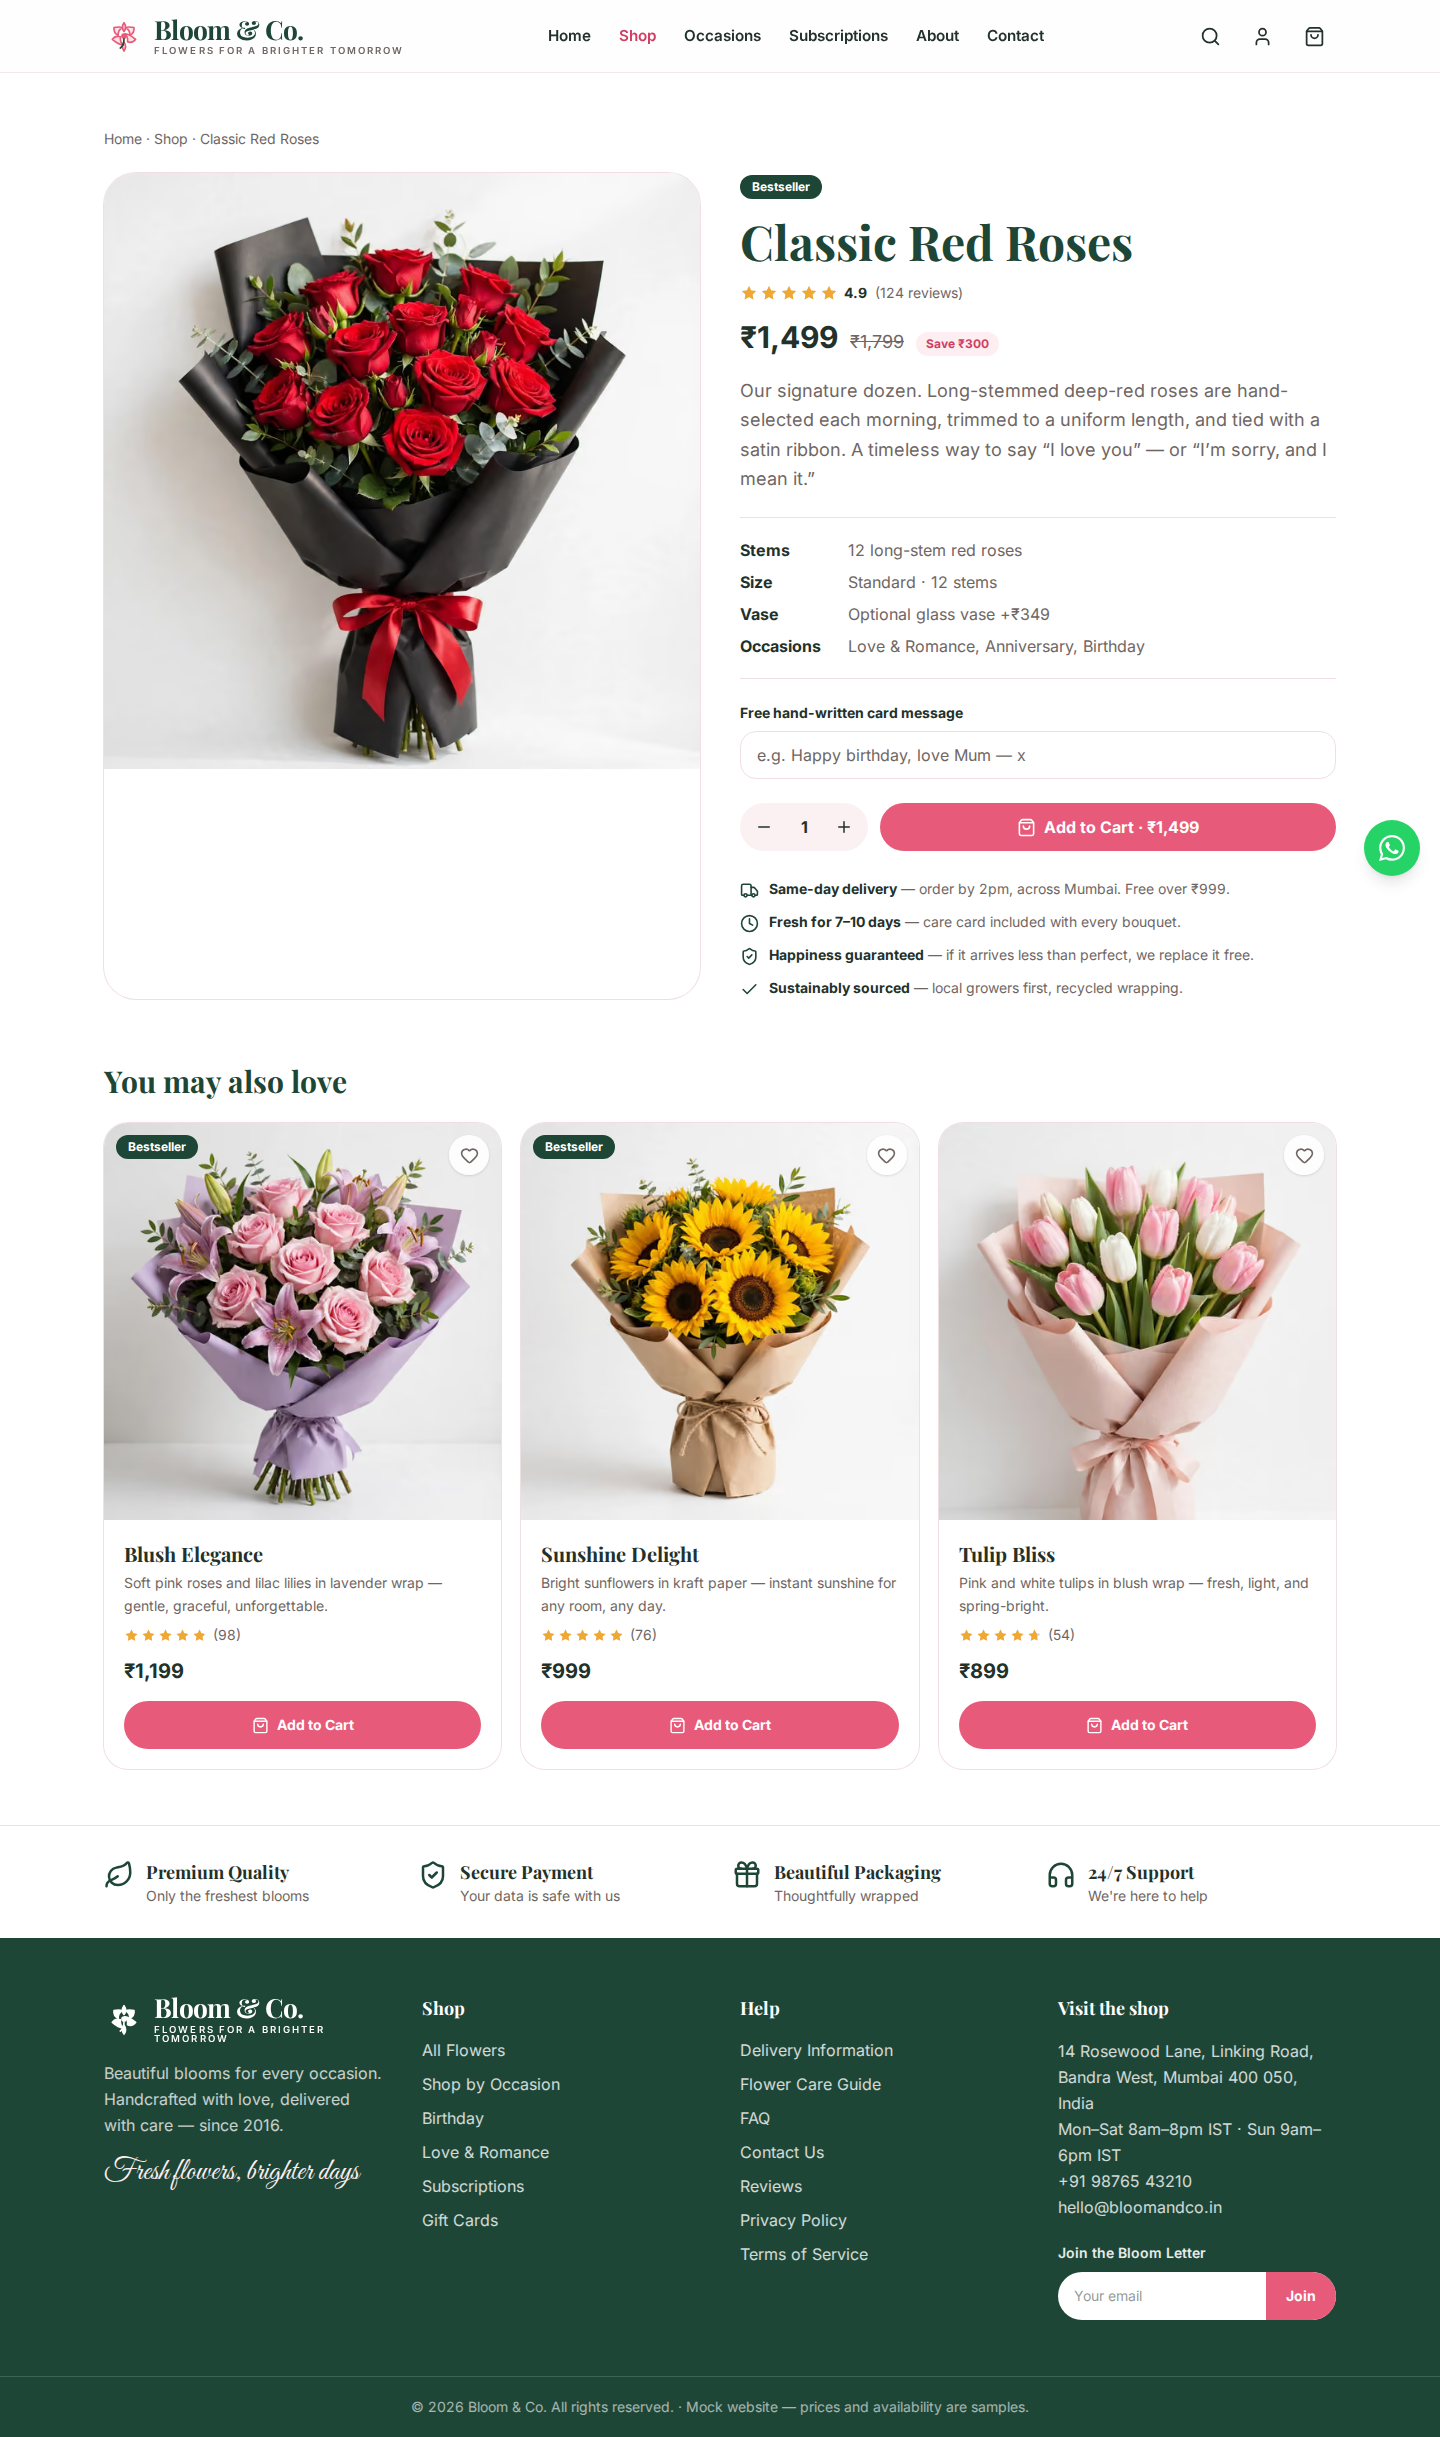 Bloom & Co.
FLOWERS FOR A BRIGHTER TOMORROW
Home
Shop
Occasions
Subscriptions
About
Contact
Home · Shop · Classic Red Roses
Bestseller
Classic Red Roses
4.9 (124 reviews)
₹1,499 ₹1,799 Save ₹300
Our signature dozen. Long-stemmed deep-red roses are hand-
selected each morning, trimmed to a uniform length, and tied with a
satin ribbon. A timeless way to say “I love you” — or “I’m sorry, and I
mean it.”
Stems 12 long-stem red roses
Size Standard · 12 stems
Vase Optional glass vase +₹349
Occasions Love & Romance, Anniversary, Birthday
Free hand-written card message
e.g. Happy birthday, love Mum — x
1
Add to Cart · ₹1,499
Same-day delivery — order by 2pm, across Mumbai. Free over ₹999.
Fresh for 7–10 days — care card included with every bouquet.
Happiness guaranteed — if it arrives less than perfect, we replace it free.
Sustainably sourced — local growers first, recycled wrapping.
You may also love
Bestseller
Blush Elegance
Soft pink roses and lilac lilies in lavender wrap —
gentle, graceful, unforgettable.
(98)
₹1,199
Add to Cart
Bestseller
Sunshine Delight
Bright sunflowers in kraft paper — instant sunshine for
any room, any day.
(76)
₹999
Add to Cart
Tulip Bliss
Pink and white tulips in blush wrap — fresh, light, and
spring-bright.
(54)
₹899
Add to Cart
Premium Quality
Only the freshest blooms
Secure Payment
Your data is safe with us
Beautiful Packaging
Thoughtfully wrapped
24/7 Support
We're here to help
Bloom & Co.
FLOWERS FOR A BRIGHTER
TOMORROW
Beautiful blooms for every occasion.
Handcrafted with love, delivered
with care — since 2016.
Fresh flowers, brighter days
Shop
All Flowers
Shop by Occasion
Birthday
Love & Romance
Subscriptions
Gift Cards
Help
Delivery Information
Flower Care Guide
FAQ
Contact Us
Reviews
Privacy Policy
Terms of Service
Visit the shop
14 Rosewood Lane, Linking Road,
Bandra West, Mumbai 400 050,
India
Mon–Sat 8am–8pm IST · Sun 9am–
6pm IST
+91 98765 43210
hello@bloomandco.in
Join the Bloom Letter
Your email
Join
© 2026 Bloom & Co. All rights reserved. · Mock website — prices and availability are samples.